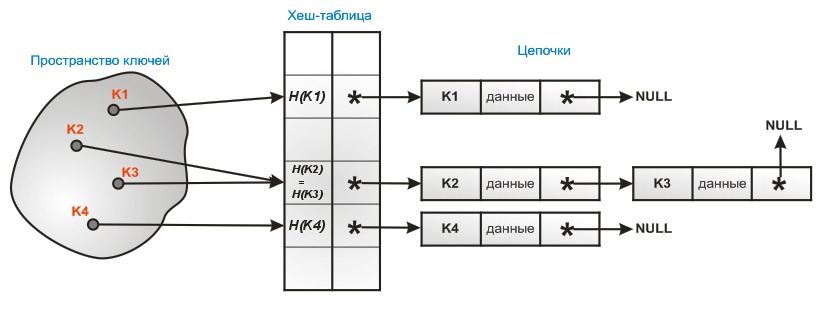 Хеш-таблица
Цепочки
Пространство ключей
K1
H(K1)
*
K1 данные *
NULL
K2
NULL
K3
H(K2)
=
H(K3)
*
K2 данные *
K3 данные *
K4
H(K4)
*
K4 данные *
NULL